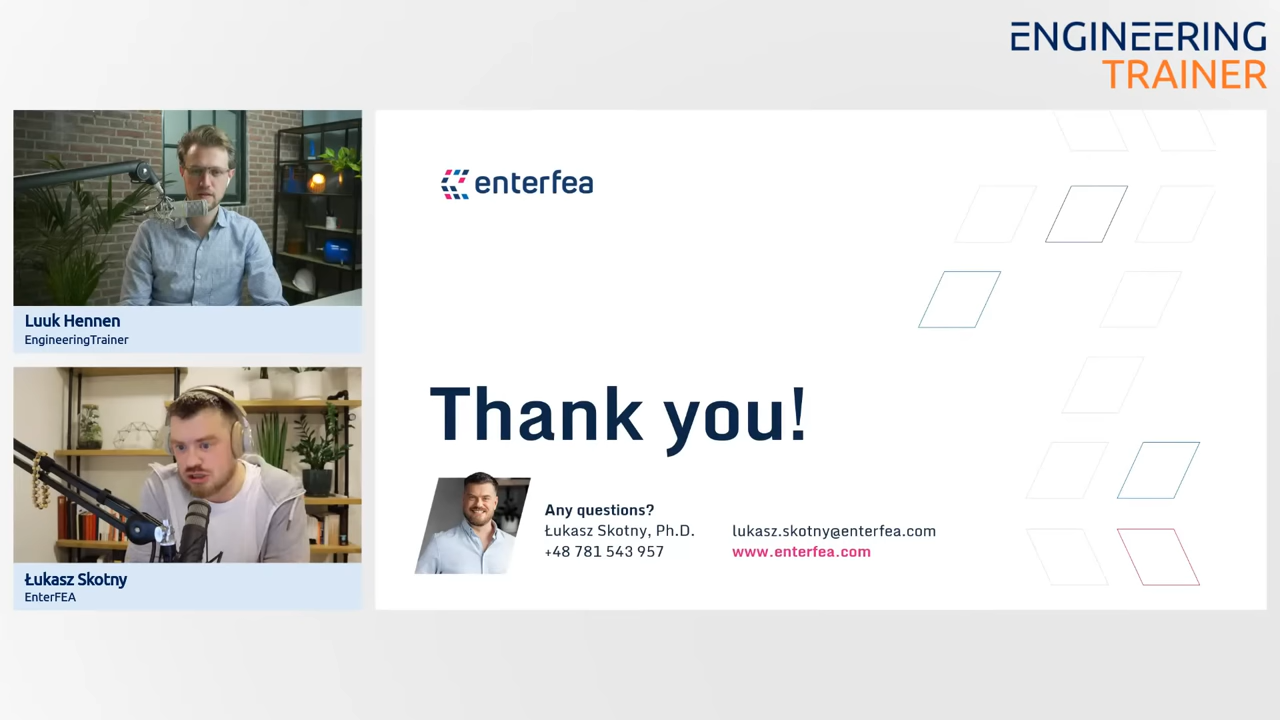 ENGINEERING
TRAINER
Luuk Hennen
EngineeringTrainer
Łukasz Skotny
EnterFEA
enterfea
Thank you!
Any questions?
Łukasz Skotny, Ph.D.
+48 781 543 957
lukasz.skotny@enterfea.com
www.enterfea.com